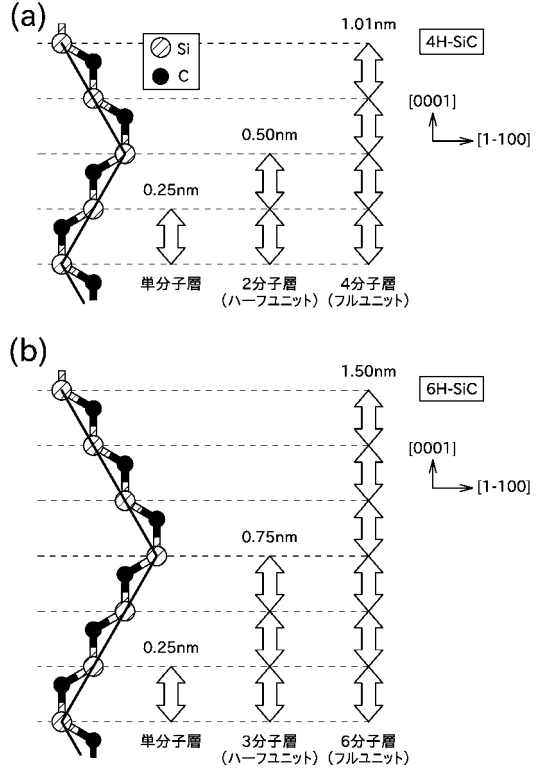 (a)
Si
C
1.01nm
4H-SiC
[0001]
[1-100]
0.50nm
0.25nm
単分子層
2分子層
(ハーフユニット)
4分子層
(フルユニット)
(b)
1.50nm
6H-SiC
[0001]
[1-100]
0.75nm
0.25nm
単分子層
3分子層
(ハーフユニット)
6分子層
(フルユニット)